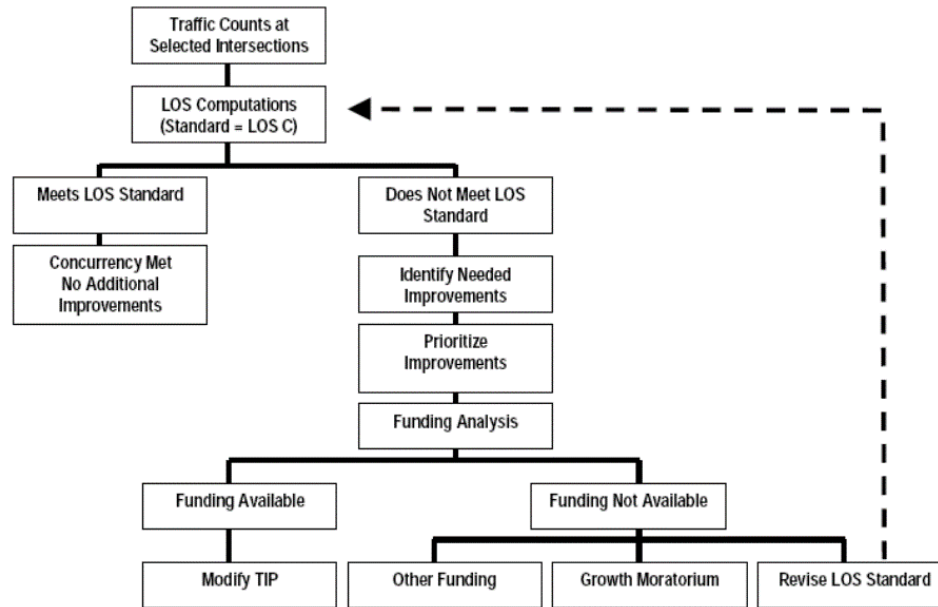 Traffic Counts at
Selected Intersections
LOS Computations
(Standard = LOS C)
Meets LOS Standard
Does Not Meet LOS
Standard
Concurrency Met
No Additional
Improvements
Identify Needed
Improvements
Prioritize
Improvements
Funding Analysis
Funding Available
Funding Not Available
Modify TIP
Other Funding
Growth Moratorium
Revise LOS Standard